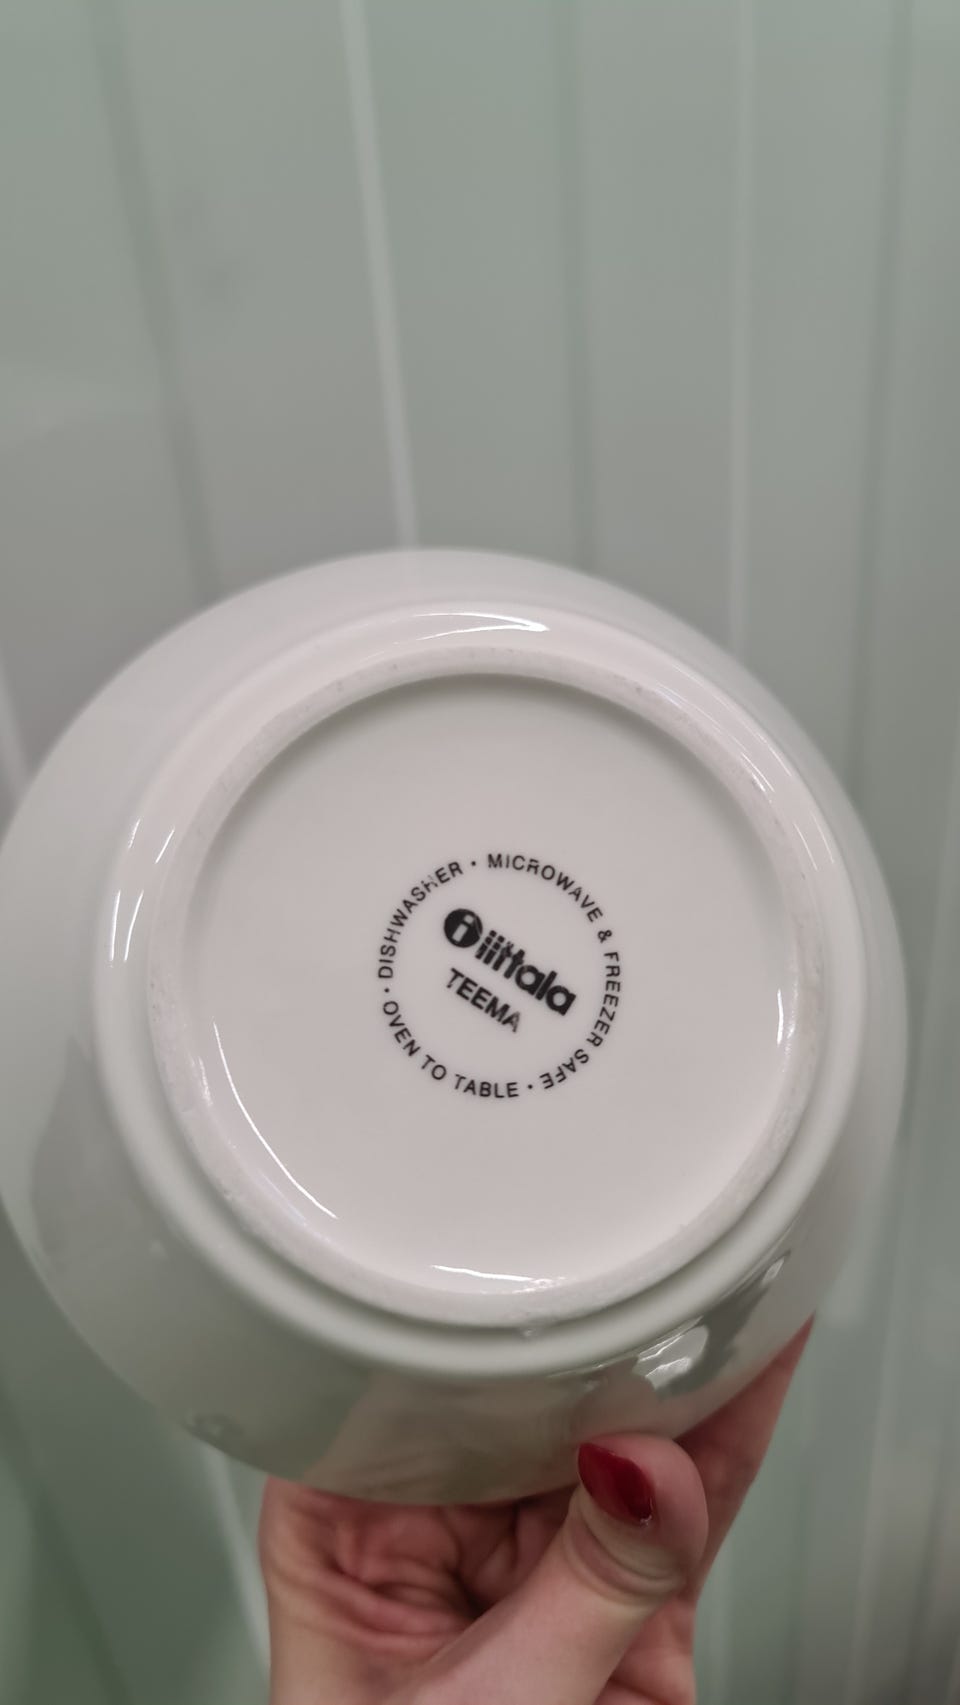 iittala
TEEMA
OVEN TO TABLE • DISHWASHER • MICROWAVE & FREEZER SAFE •